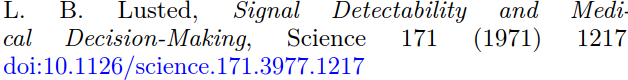 L. B. Lusted, Signal Detectability and Medi-
cal Decision-Making, Science 171 (1971) 1217
doi:10.1126/science.171.3977.1217